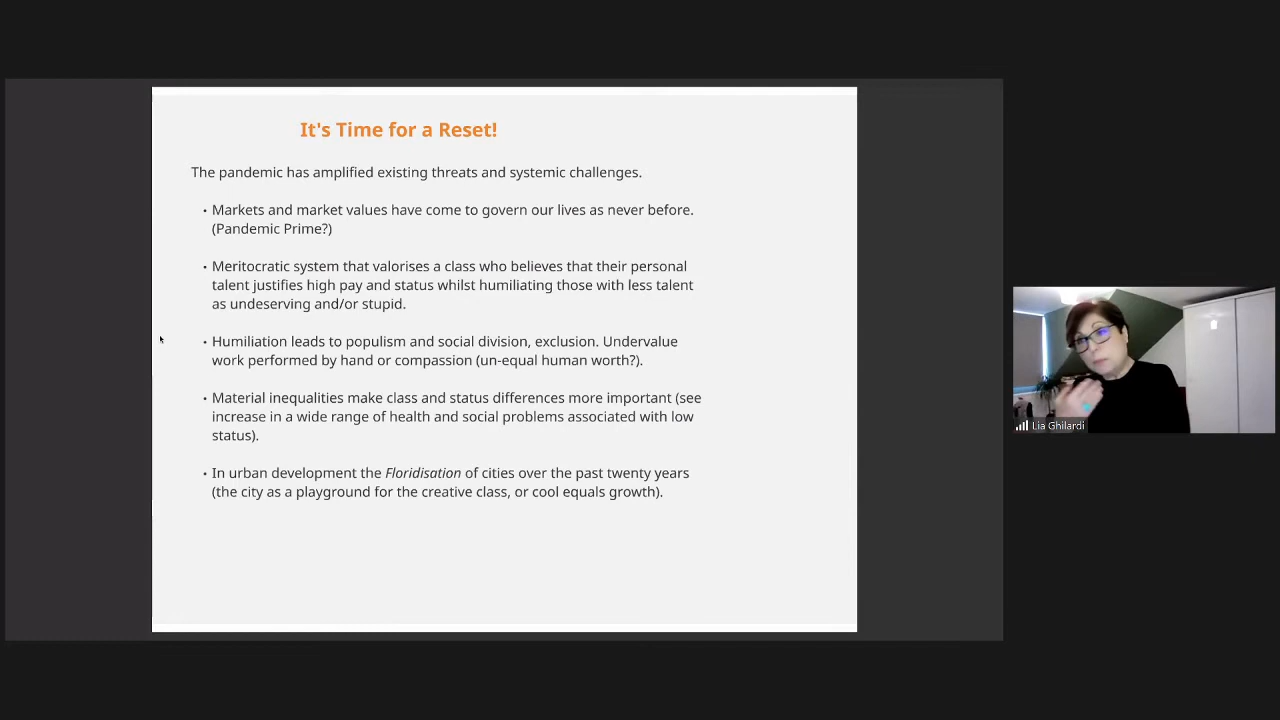 It's Time for a Reset!
The pandemic has amplified existing threats and systemic challenges.
• Markets and market values have come to govern our lives as never before.
(Pandemic Prime?)
• Meritocratic system that valorises a class who believes that their personal
talent justifies high pay and status whilst humiliating those with less talent
as undeserving and/or stupid.
• Humiliation leads to populism and social division, exclusion. Undervalue
work performed by hand or compassion (un-equal human worth?).
• Material inequalities make class and status differences more important (see
increase in a wide range of health and social problems associated with low
status).
• In urban development the Floridisation of cities over the past twenty years
(the city as a playground for the creative class, or cool equals growth).
Lia Ghilardi